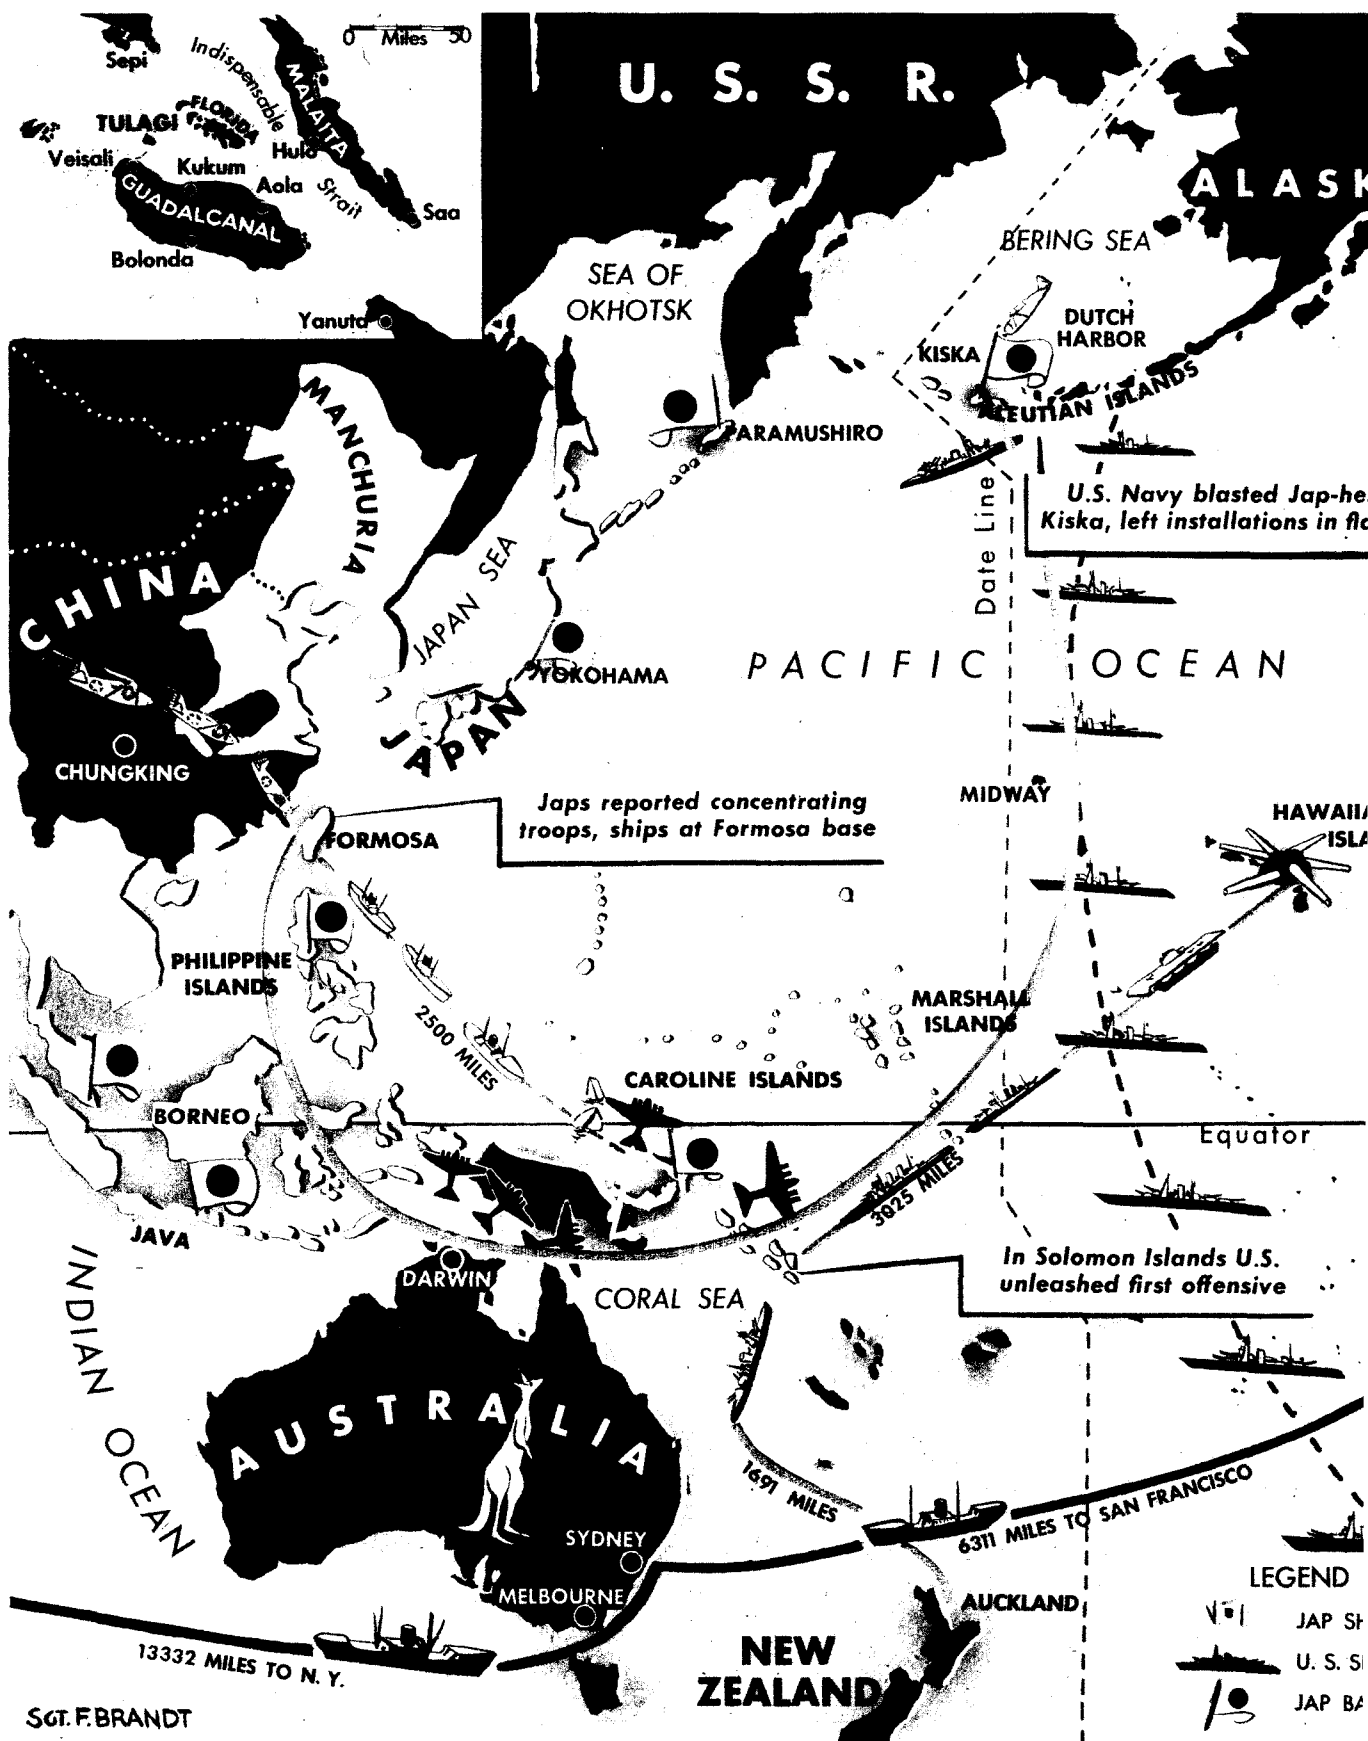 0 Miles 50
Sepi
Indispensable
MALAITA
FLORIDA
TULAGI
Hulo
Veisali
Kukum
Aola
Strait
GUADALCANAL
Saa
Bolonda
Yanuta
U. S. S. R.
ALASK
BERING SEA
SEA OF
OKHOTSK
DUTCH
HARBOR
KISKA
ALEUTIAN ISLANDS
PARAMUSHIRO
MANCHURIA
U.S. Navy blasted Jap-he
Kiska, left installations in fla
Date Line
CHINA
JAPAN SEA
YOKOHAMA
PACIFIC OCEAN
JAPAN
CHUNGKING
MIDWAY
Japs reported concentrating
troops, ships at Formosa base
HAWAIIA
ISLA
FORMOSA
PHILIPPINE
ISLANDS
2500 MILES
MARSHALL
ISLANDS
CAROLINE ISLANDS
BORNEO
Equator
3025 MILES
JAVA
In Solomon Islands U.S.
unleashed first offensive
DARWIN
CORAL SEA
INDIAN OCEAN
AUSTRALIA
1691 MILES
6311 MILES TO SAN FRANCISCO
SYDNEY
MELBOURNE
AUCKLAND
LEGEND
JAP SH
U. S. S
JAP BA
13332 MILES TO N. Y.
NEW
ZEALAND
SGT. F. BRANDT